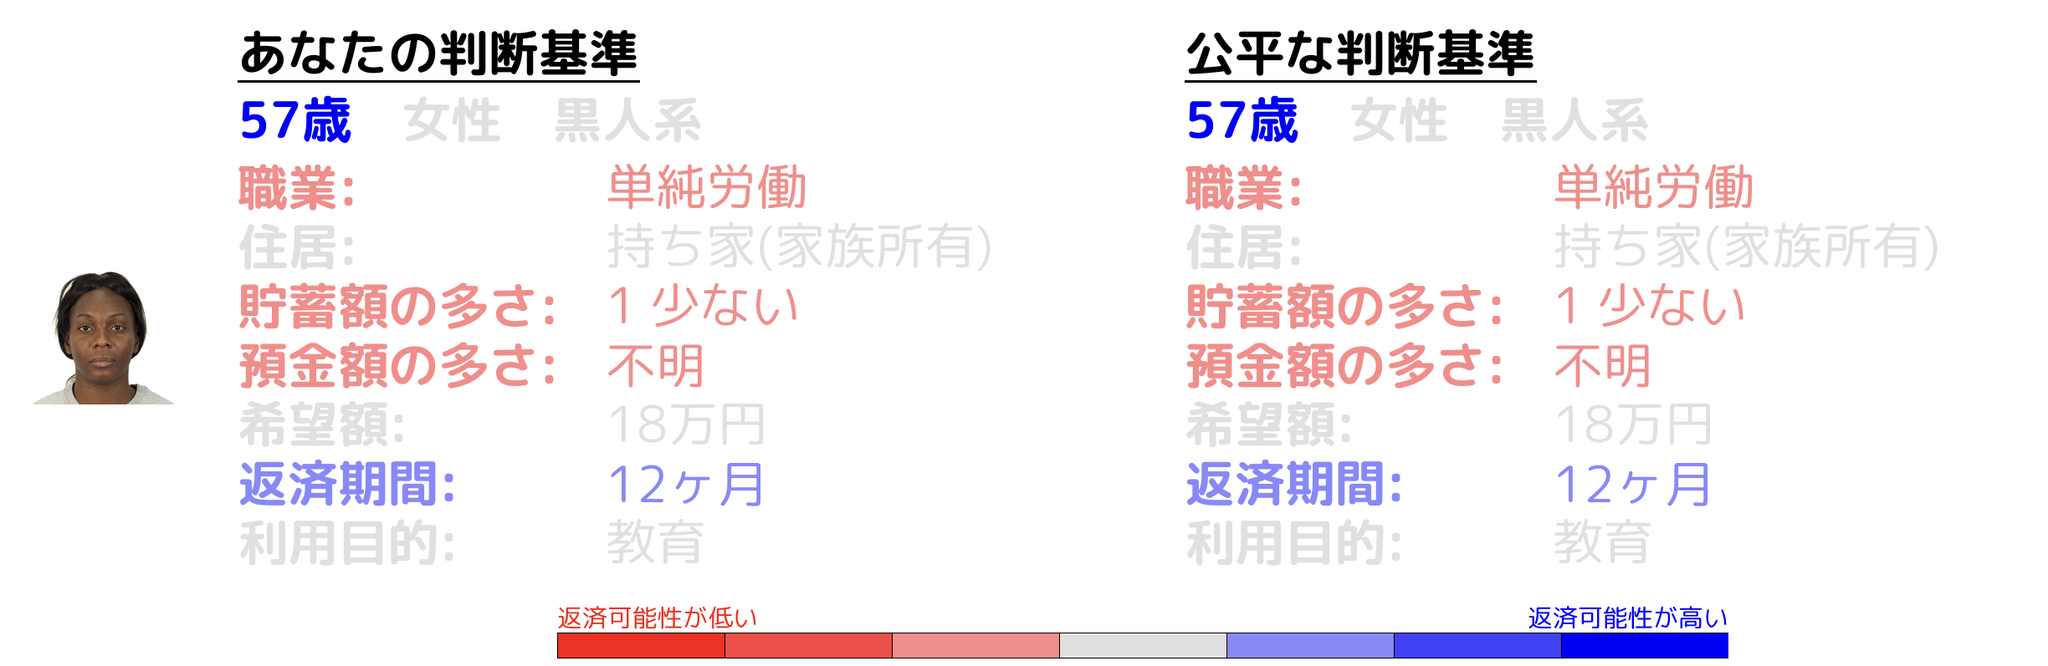 あなたの判断基準
57歳 女性 黒人系
職業: 単純労働
住居: 持ち家(家族所有)
貯蓄額の多さ: 1 少ない
預金額の多さ: 不明
希望額: 18万円
返済期間: 12ヶ月
利用目的: 教育
公平な判断基準
57歳 女性 黒人系
職業: 単純労働
住居: 持ち家(家族所有)
貯蓄額の多さ: 1 少ない
預金額の多さ: 不明
希望額: 18万円
返済期間: 12ヶ月
利用目的: 教育
返済可能性が低い
返済可能性が高い